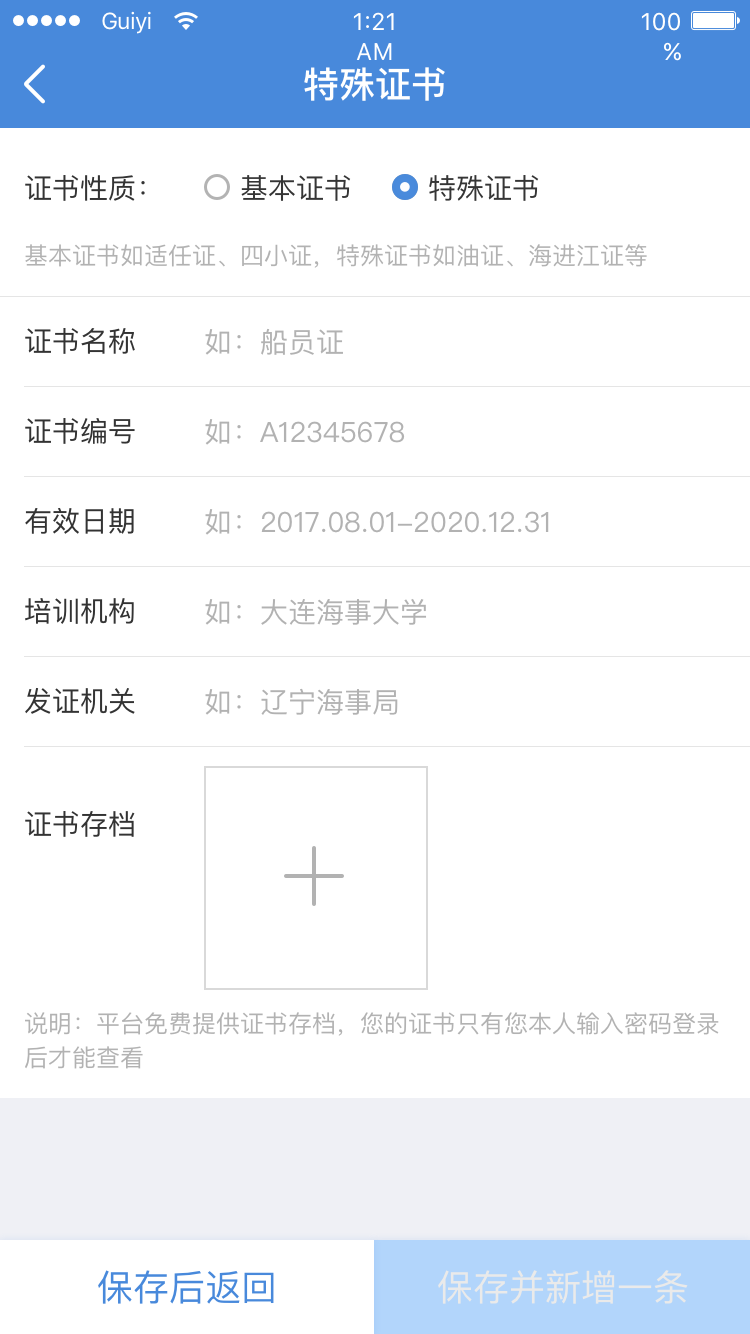 Guiyi
1:21 AM
100 %
特殊证书
证书性质：
基本证书
特殊证书
基本证书如适任证、四小证，特殊证书如油证、海进江证等
证书名称
如：船员证
证书编号
如：A12345678
有效日期
如：2017.08.01–2020.12.31
培训机构
如：大连海事大学
发证机关
如：辽宁海事局
证书存档
说明：平台免费提供证书存档，您的证书只有您本人输入密码登录
后才能查看
保存后返回
保存并新增一条